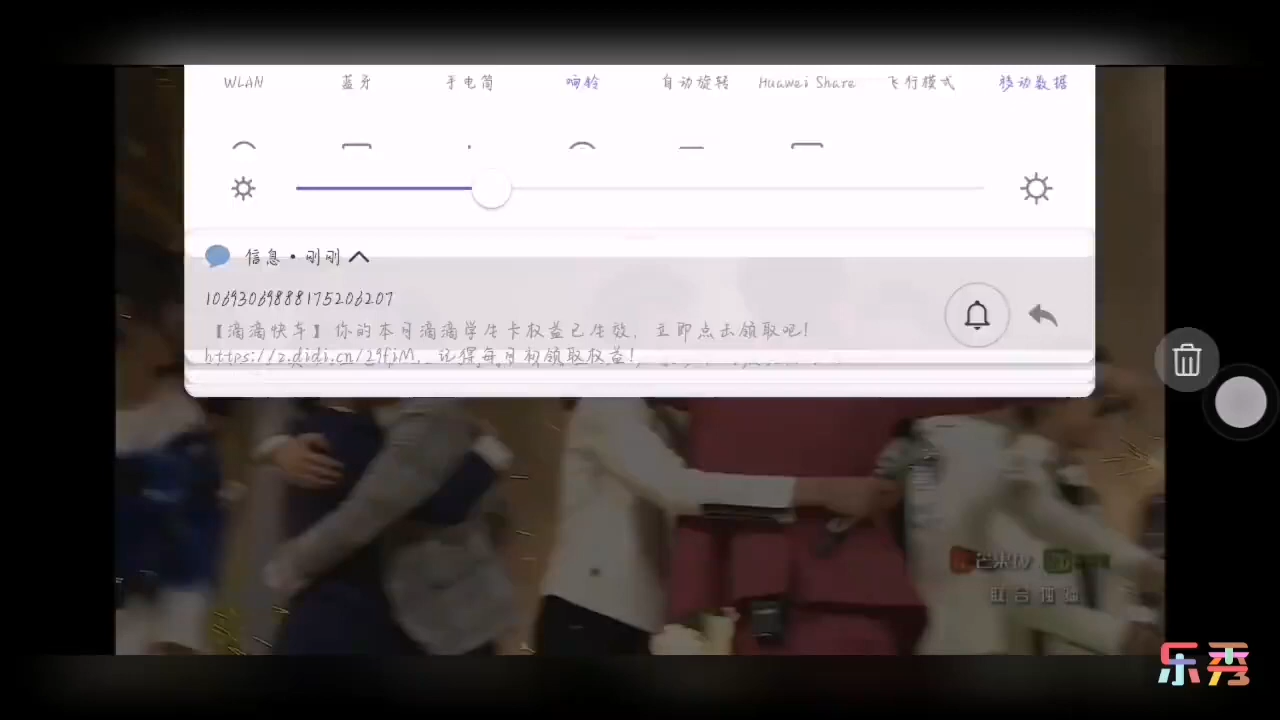 WLAN 蓝牙 手电筒 响铃 自动旋转 Huawei Share 飞行模式 移动数据
信息 • 刚刚
1069306988175206207
【滴滴快车】你的本月滴滴学生卡权益已生效，立即点击领取吧！
https://z.didi.cn/29fiM，记得每月初领取权益！
芒果tv
联合
乐秀